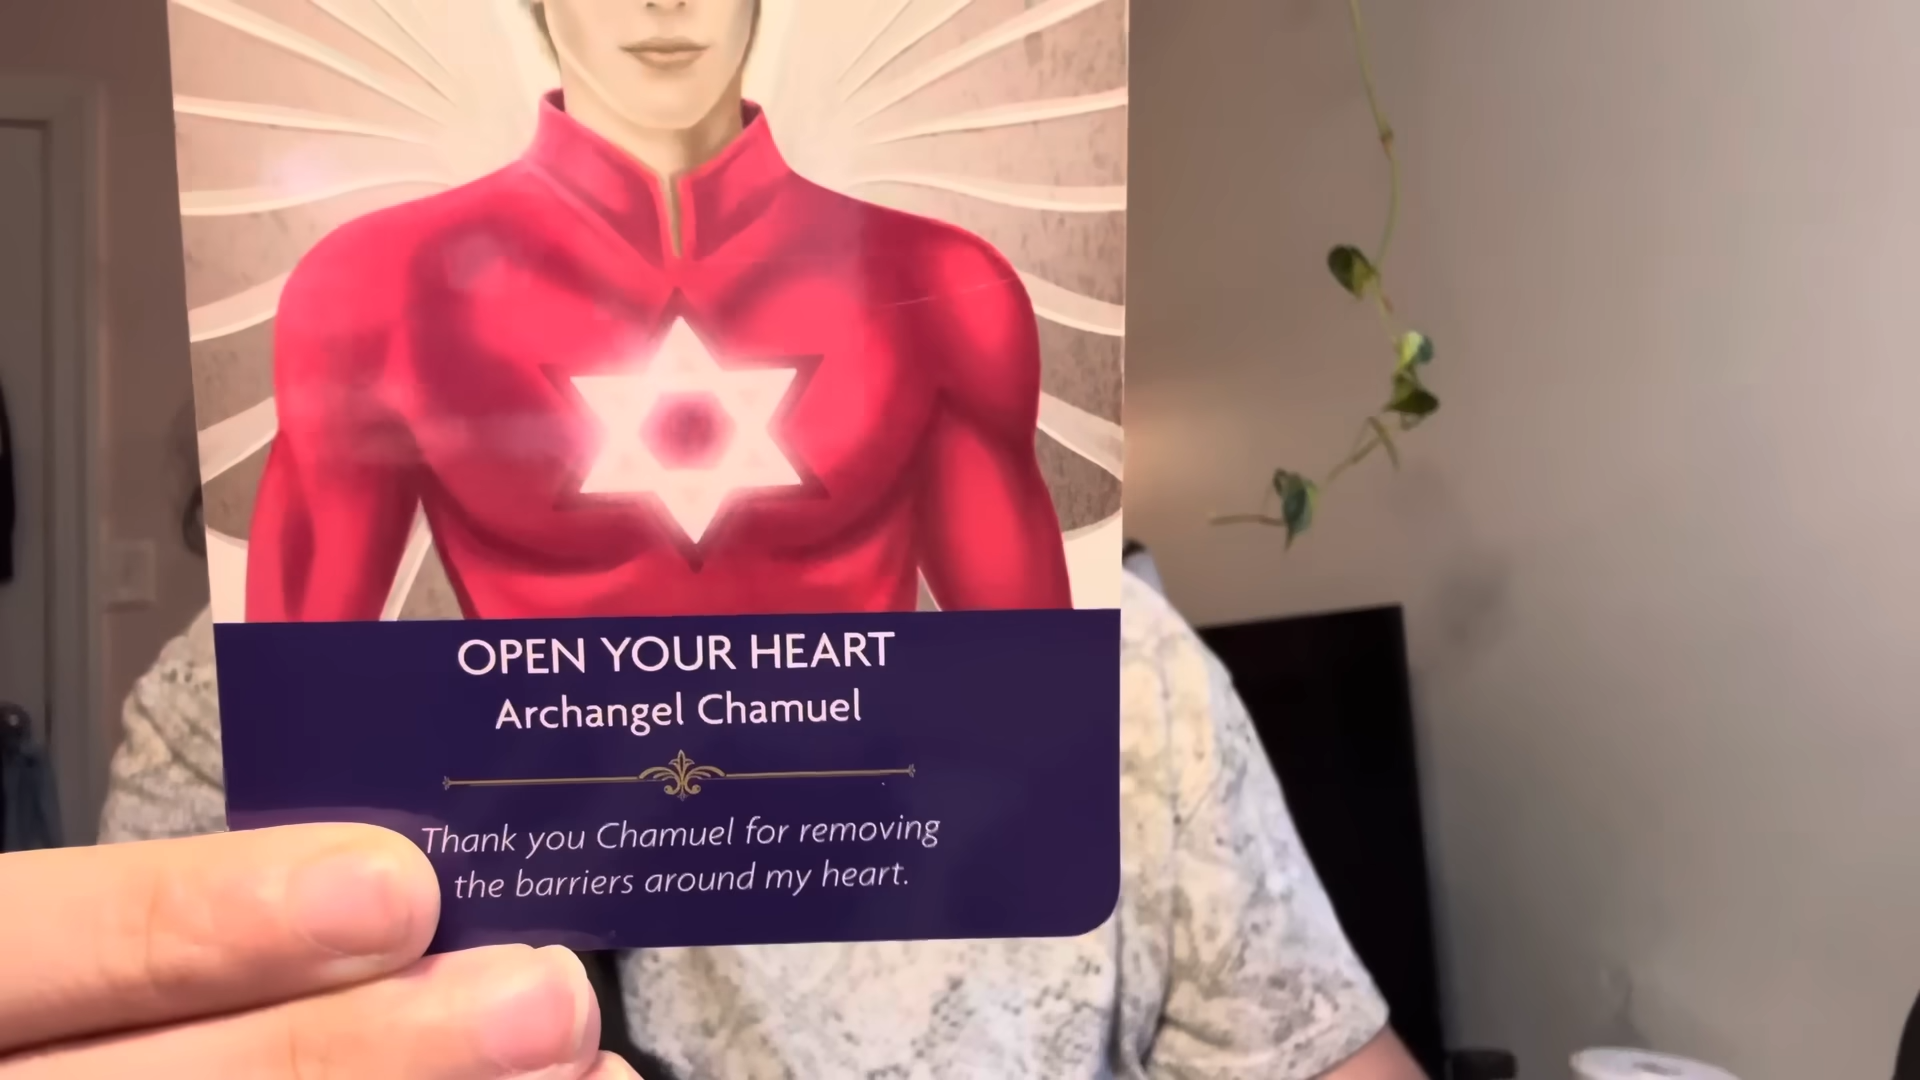 OPEN YOUR HEART
Archangel Chamuel
Thank you Chamuel for removing
the barriers around my heart.